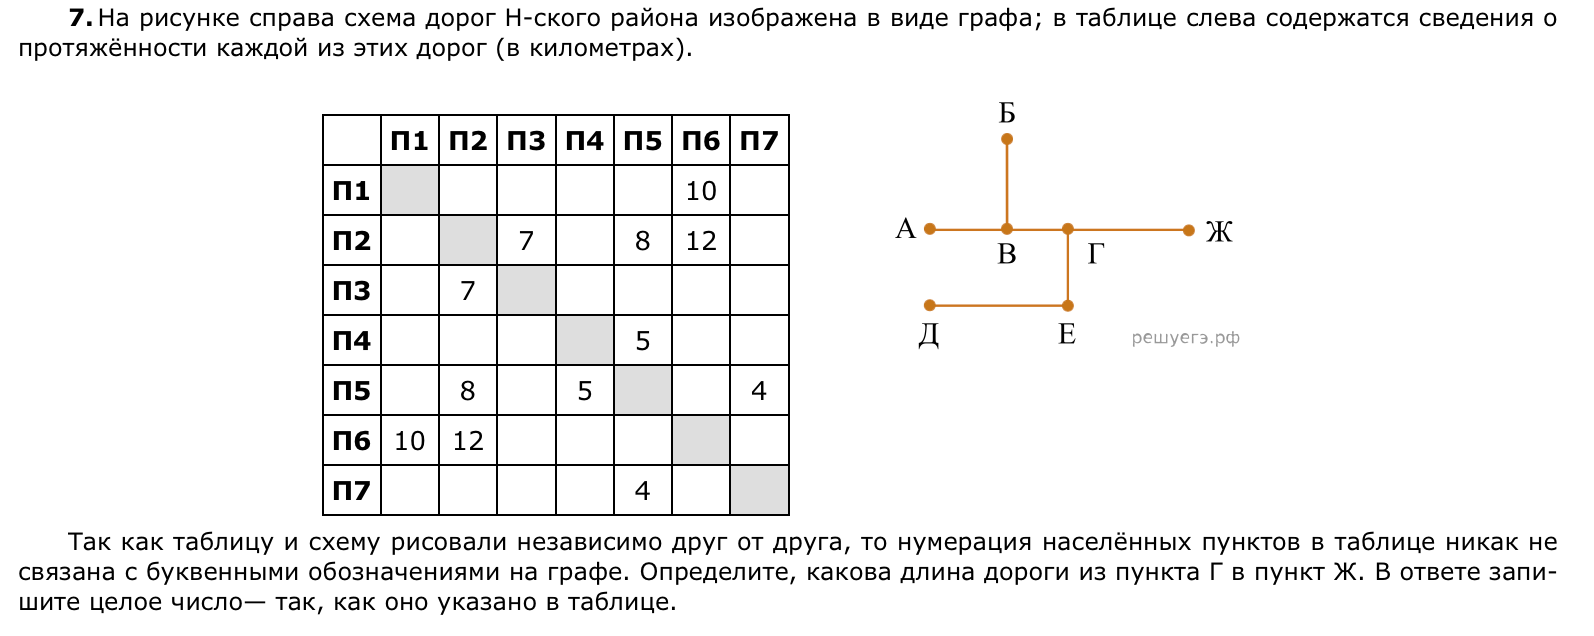 7. На рисунке справа схема дорог Н-ского района изображена в виде графа; в таблице слева содержатся сведения о
протяжённости каждой из этих дорог (в километрах).
П1 П2 П3 П4 П5 П6 П7
П1 10
П2 7 8 12
П3 7
П4 5
П5 8 5 4
П6 10 12
П7 4
Б
А В Г Ж
Д Е
решуегэ.рф
Так как таблицу и схему рисовали независимо друг от друга, то нумерация населённых пунктов в таблице никак не
связана с буквенными обозначениями на графе. Определите, какова длина дороги из пункта Г в пункт Ж. В ответе запи-
шите целое число— так, как оно указано в таблице.